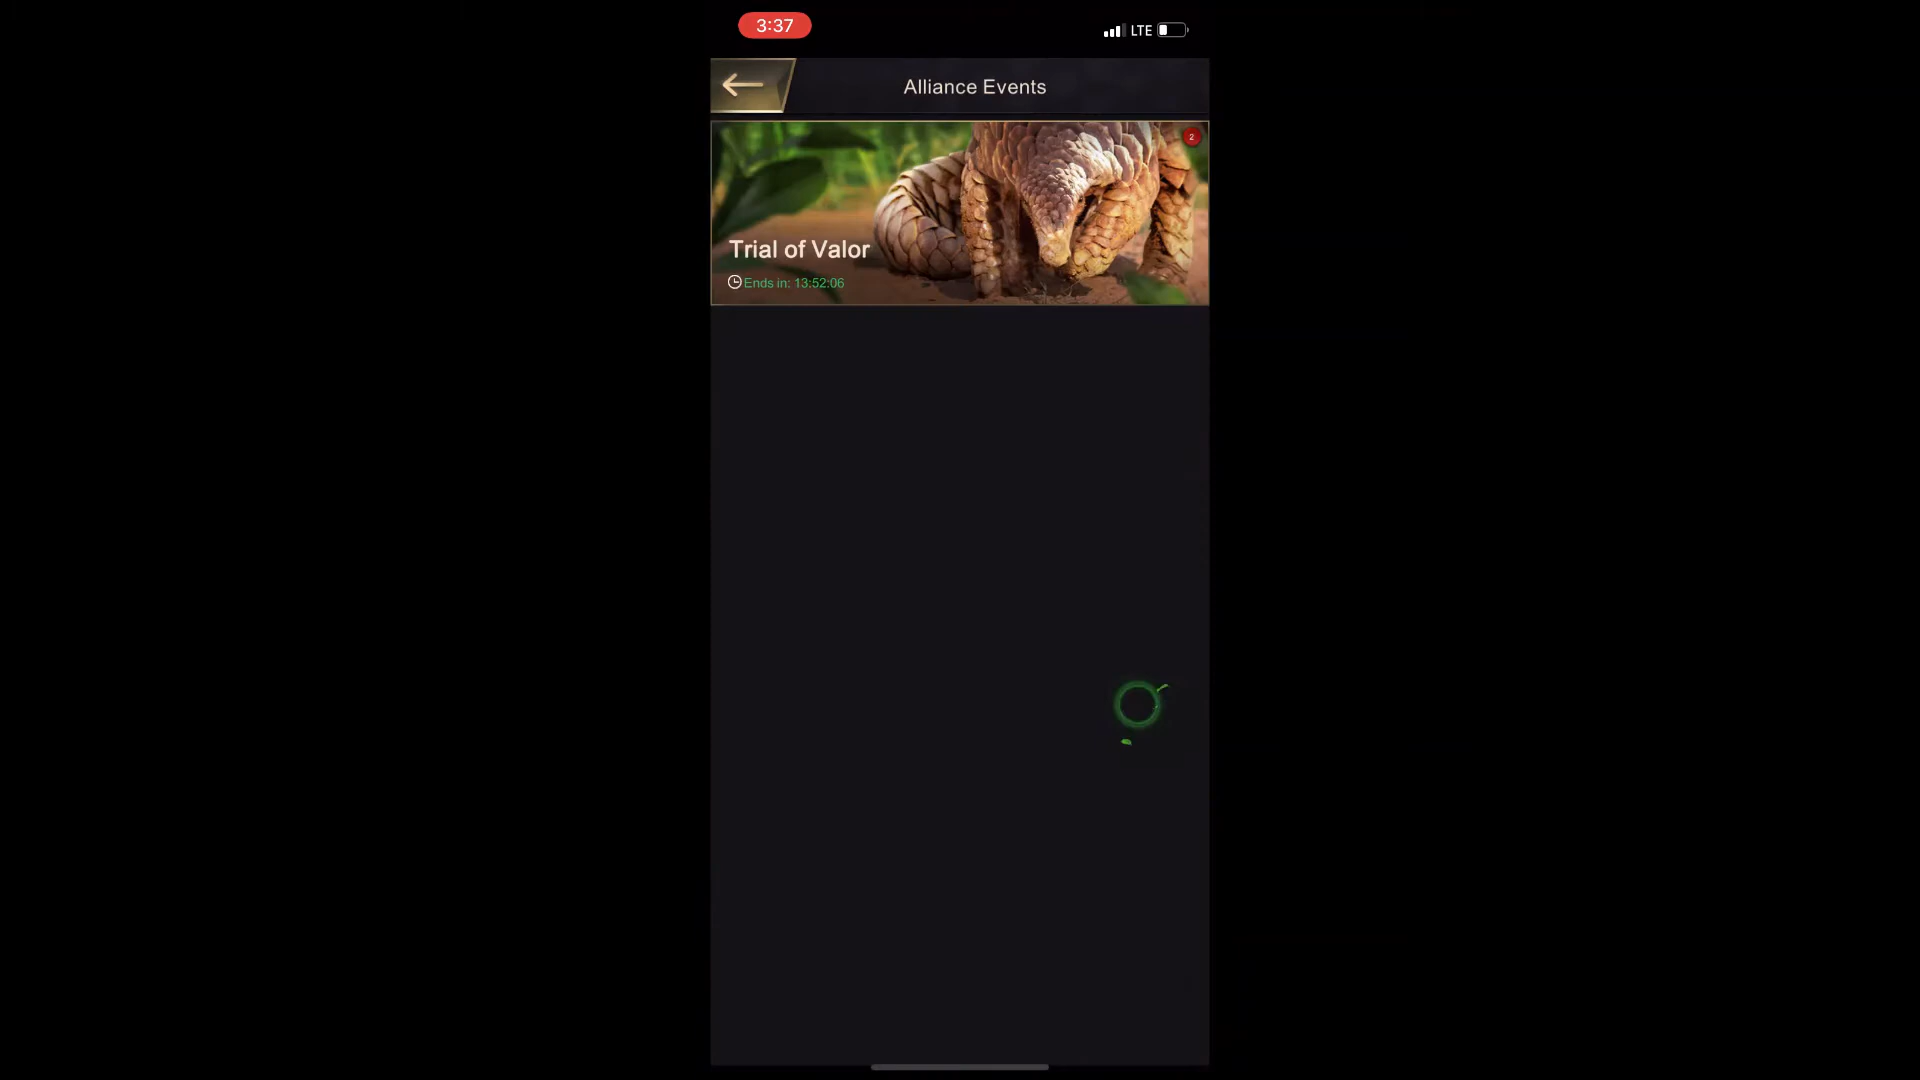 3:37
LTE
Alliance Events
2
Trial of Valor
Ends in: 13:52:06